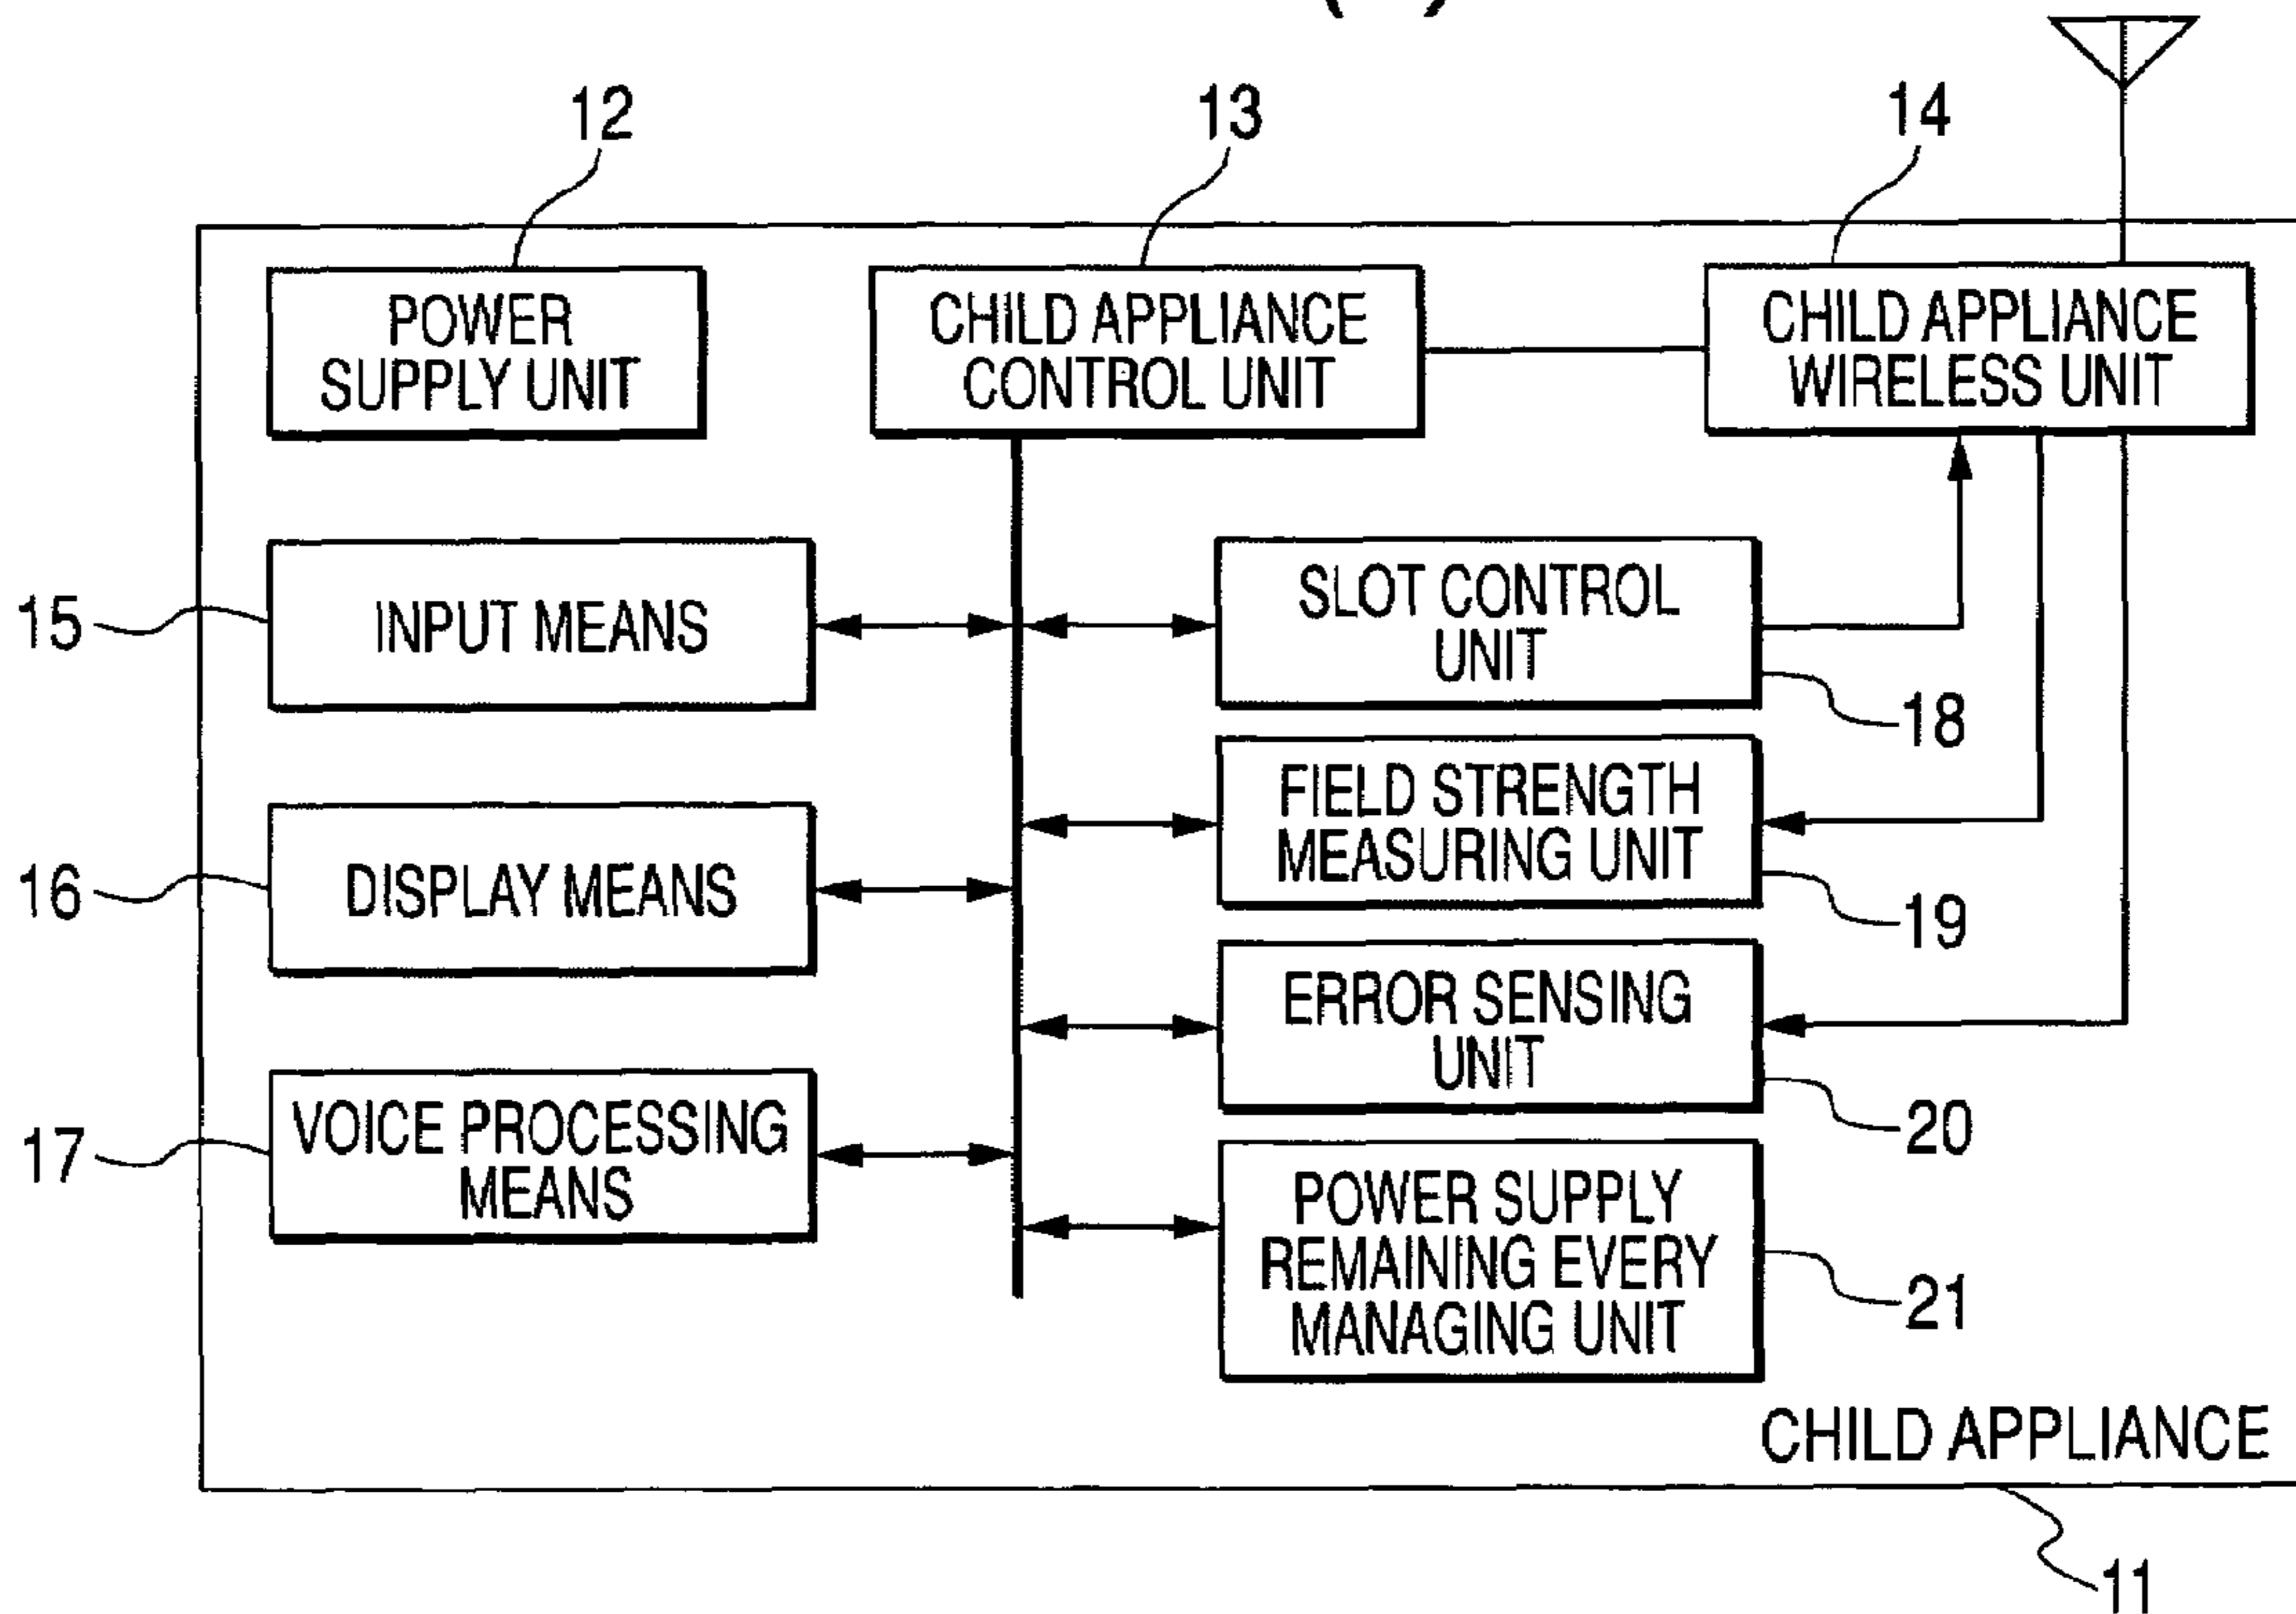 12
13
14
POWER
SUPPLY UNIT
CHILD APPLIANCE
CONTROL UNIT
CHILD APPLIANCE
WIRELESS UNIT
15
INPUT MEANS
SLOT CONTROL
UNIT
18
16
DISPLAY MEANS
FIELD STRENGTH
MEASURING UNIT
19
ERROR SENSING
UNIT
20
17
VOICE PROCESSING
MEANS
POWER SUPPLY
REMAINING EVERY
MANAGING UNIT
21
CHILD APPLIANCE
11